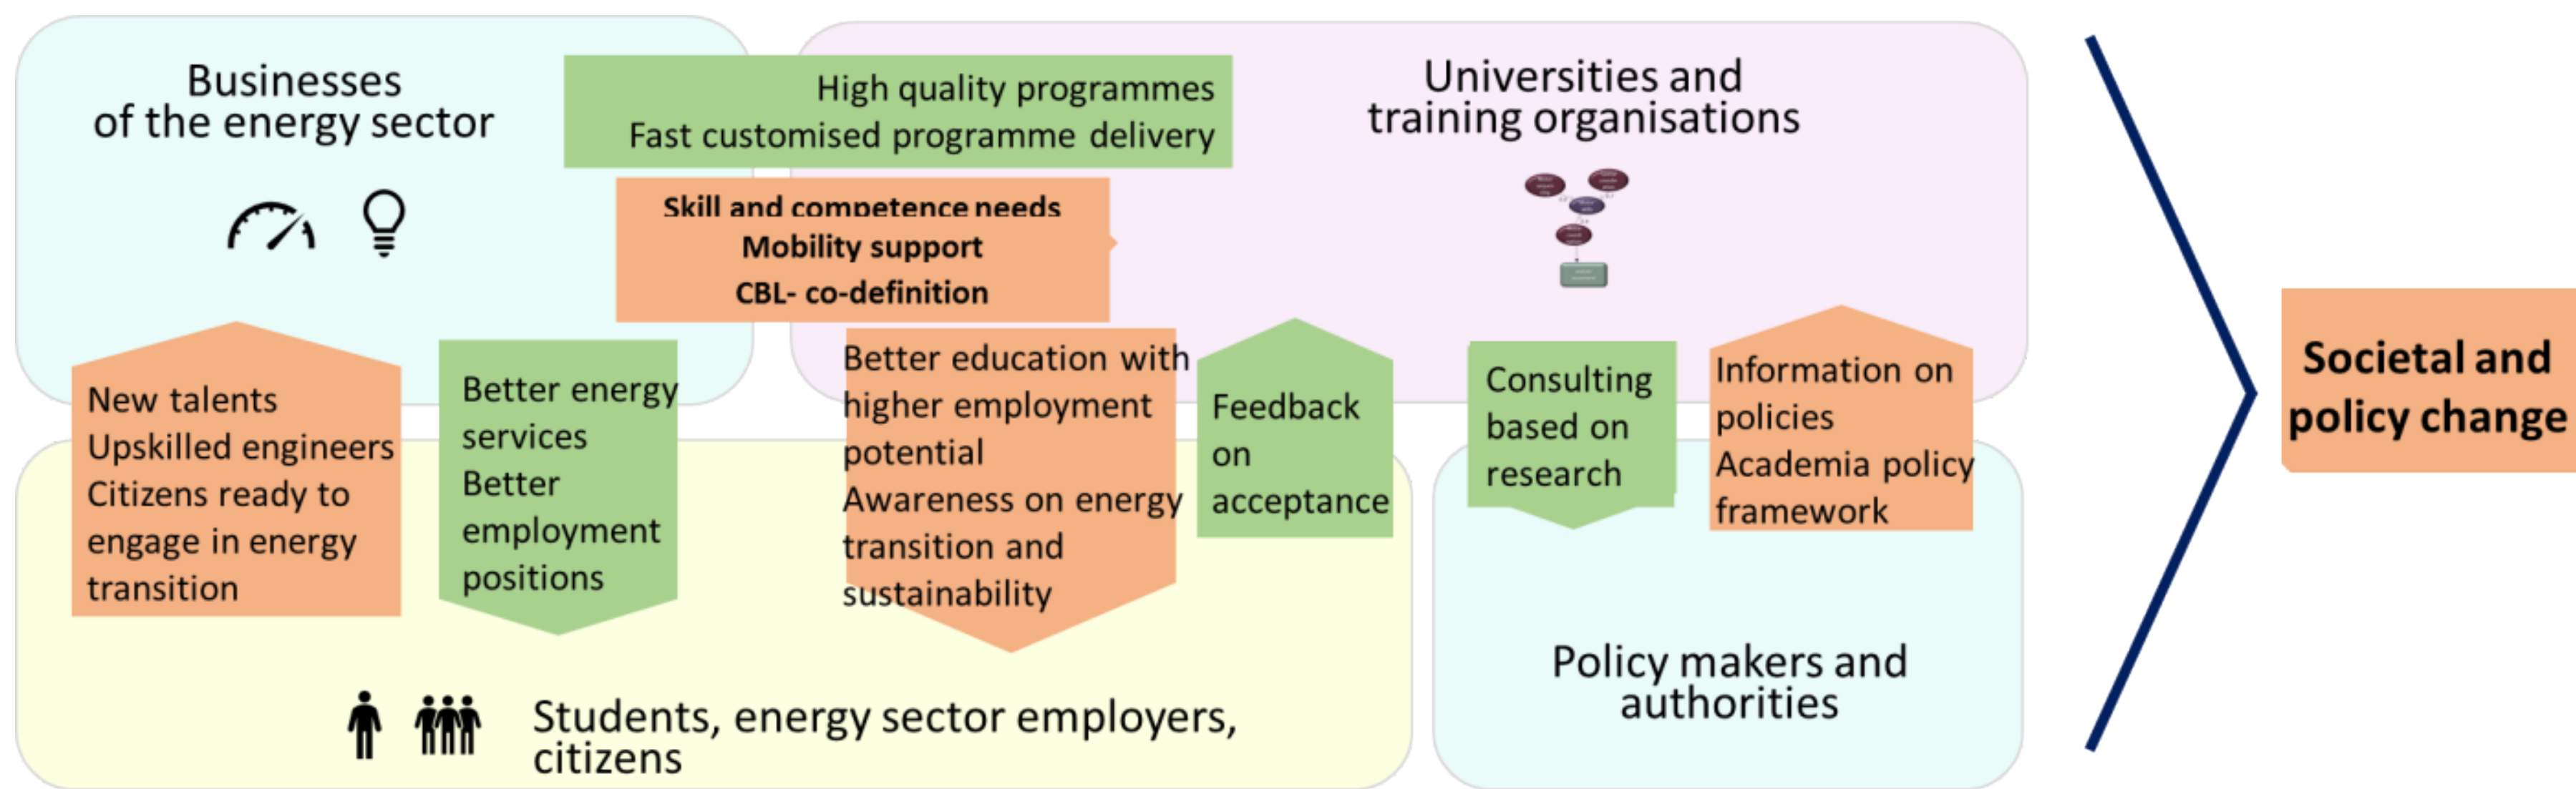 Businesses
of the energy sector
High quality programmes
Fast customised programme delivery
Universities and
training organisations
Skill and competence needs
Mobility support
CBL- co-definition
New talents
Upskilled engineers
Citizens ready to
engage in energy
transition
Better energy
services
Better
employment
positions
Better education with
higher employment
potential
Awareness on energy
transition and
sustainability
Feedback
on
acceptance
Consulting
based on
research
Information on
policies
Academia policy
framework
Students, energy sector employers,
citizens
Policy makers and
authorities
Societal and
policy change